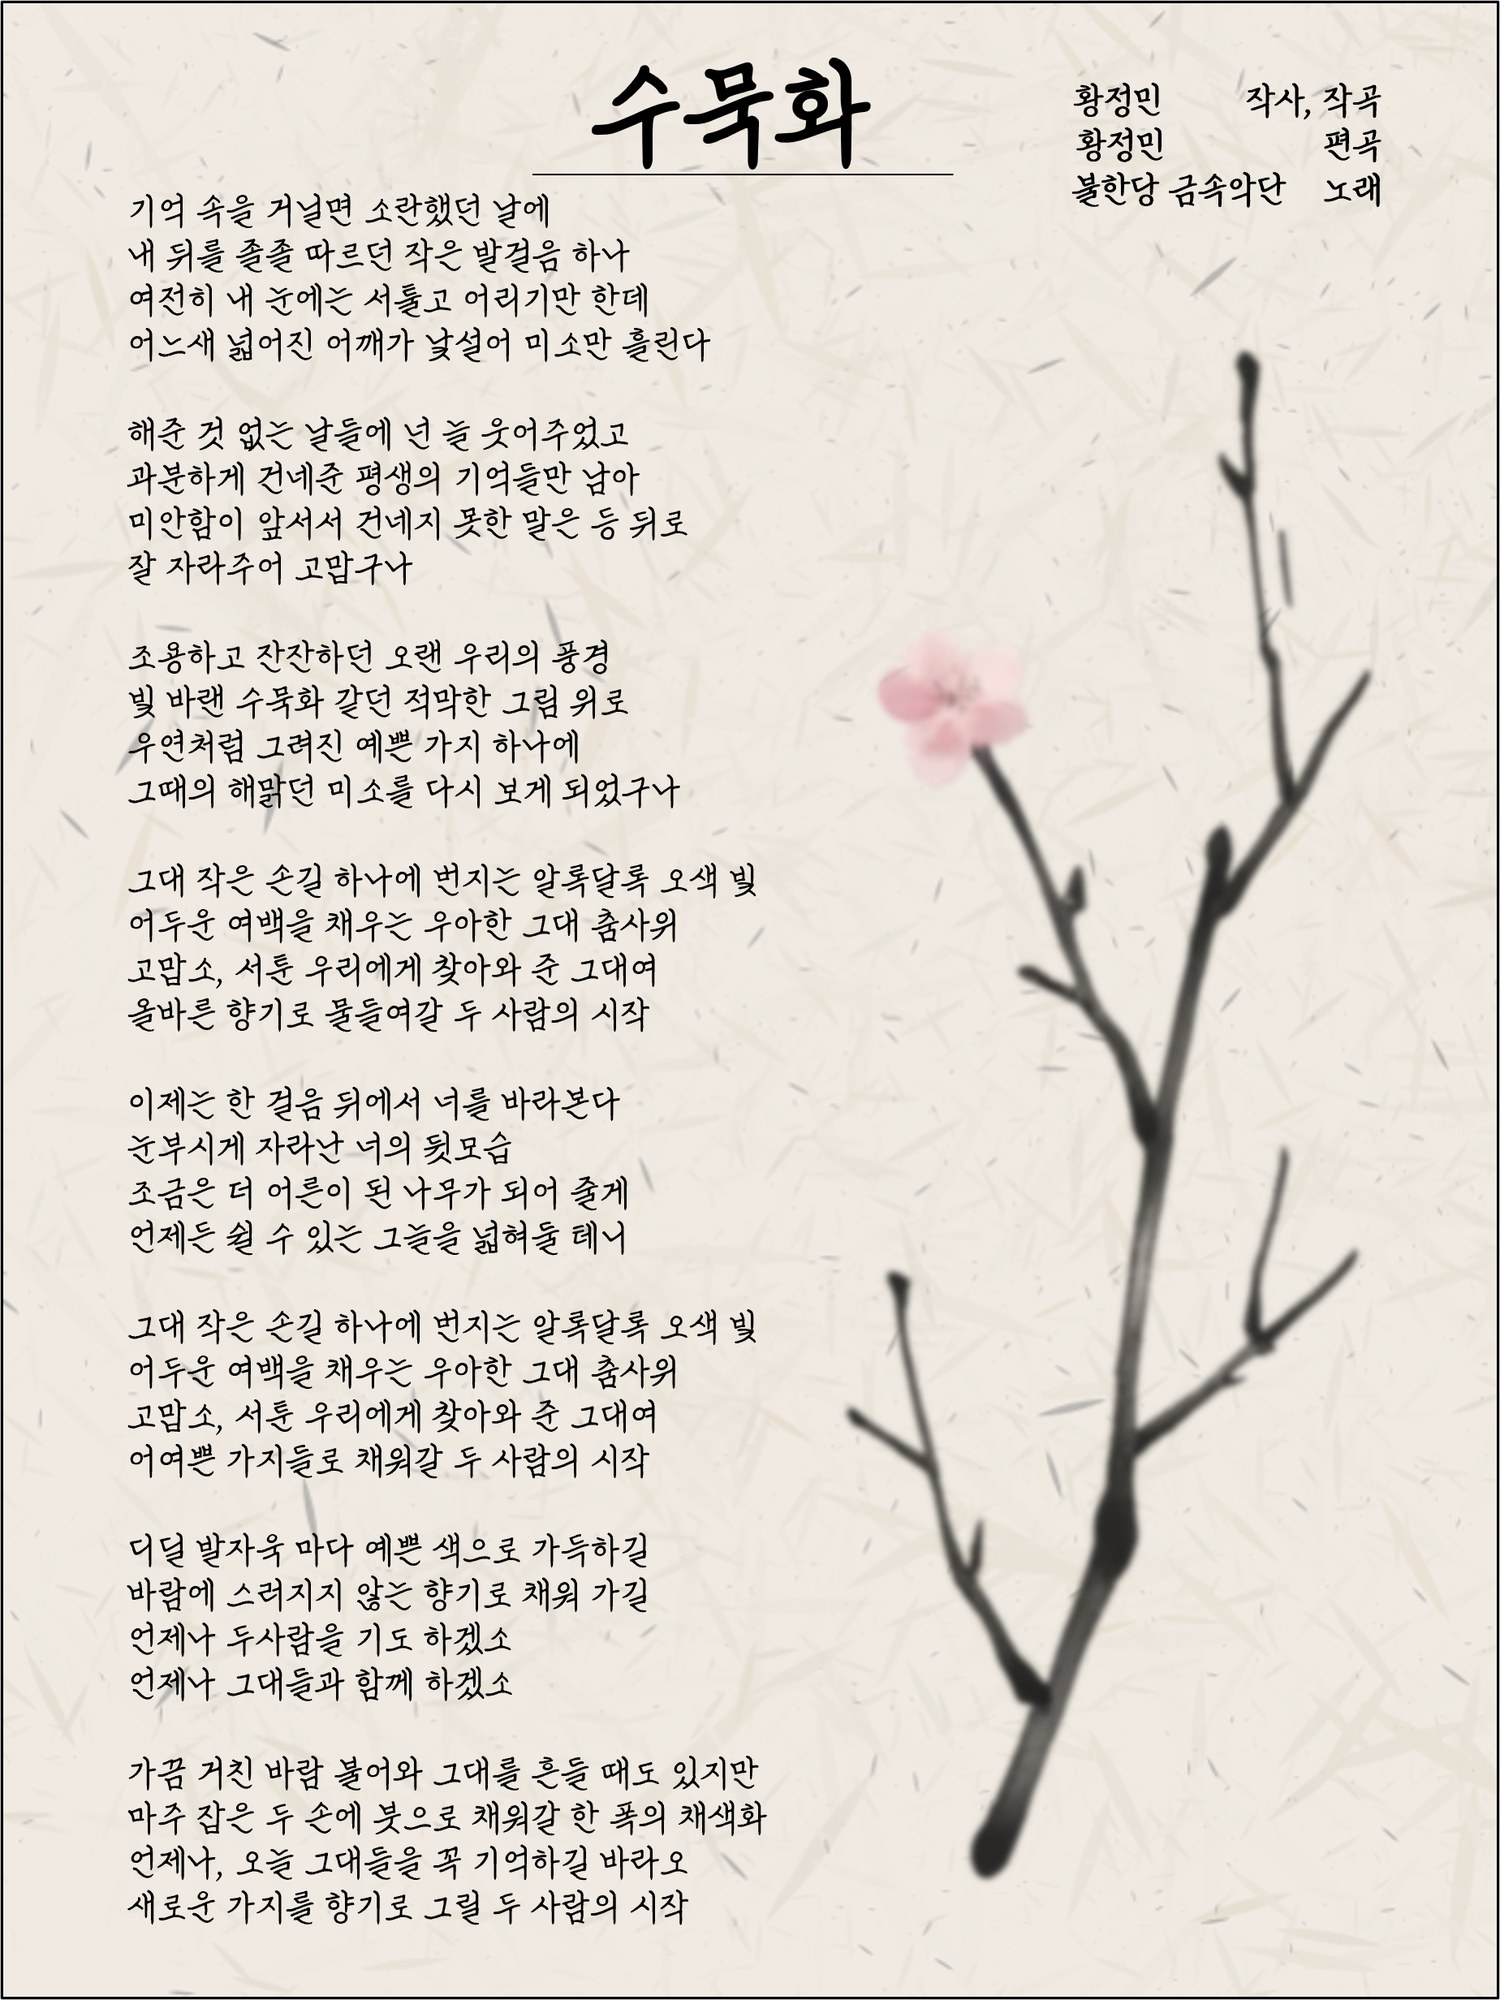 수묵화
황정민 작사, 작곡
황정민 편곡
불한당 금속악단 노래
기억 속을 거닐면 소란했던 날에
내 뒤를 졸졸 따르던 작은 발걸음 하나
여전히 내 눈에는 서툴고 어리기만 한데
어느새 넓어진 어깨가 낯설어 미소만 흘린다
해준 것 없는 날들에 넌 늘 웃어주었고
과분하게 건네준 평생의 기억들만 남아
미안함이 앞서서 건네지 못한 말은 등 뒤로
잘 자라주어 고맙구나
조용하고 잔잔하던 오랜 우리의 풍경
빛 바랜 수묵화 같던 적막한 그림 위로
우연처럼 그려진 예쁜 가지 하나에
그때의 해맑던 미소를 다시 보게 되었구나
그대 작은 손길 하나에 번지는 알록달록 오색 빛
어두운 여백을 채우는 우아한 그대 춤사위
고맙소, 서툰 우리에게 찾아와 준 그대여
올바른 향기로 물들여갈 두 사람의 시작
이제는 한 걸음 뒤에서 너를 바라본다
눈부시게 자라난 너의 뒷모습
조금은 더 어른이 된 나무가 되어 줄게
언제든 쉴 수 있는 그늘을 넓혀둘 테니
그대 작은 손길 하나에 번지는 알록달록 오색 빛
어두운 여백을 채우는 우아한 그대 춤사위
고맙소, 서툰 우리에게 찾아와 준 그대여
어여쁜 가지들로 채워갈 두 사람의 시작
디딜 발자욱 마다 예쁜 색으로 가득하길
바람에 스러지지 않는 향기로 채워 가길
언제나 두사람을 기도 하겠소
언제나 그대들과 함께 하겠소
가끔 거친 바람 불어와 그대를 흔들 때도 있지만
마주 잡은 두 손에 붓으로 채워갈 한 폭의 채색화
언제나, 오늘 그대들을 꼭 기억하길 바라오
새로운 가지를 향기로 그릴 두 사람의 시작